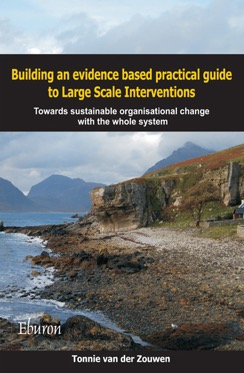 Building an evidence based practical guide
to Large Scale Interventions
Towards sustainable organisational change
with the whole system
Eburon
Tonnie van der Zouwen